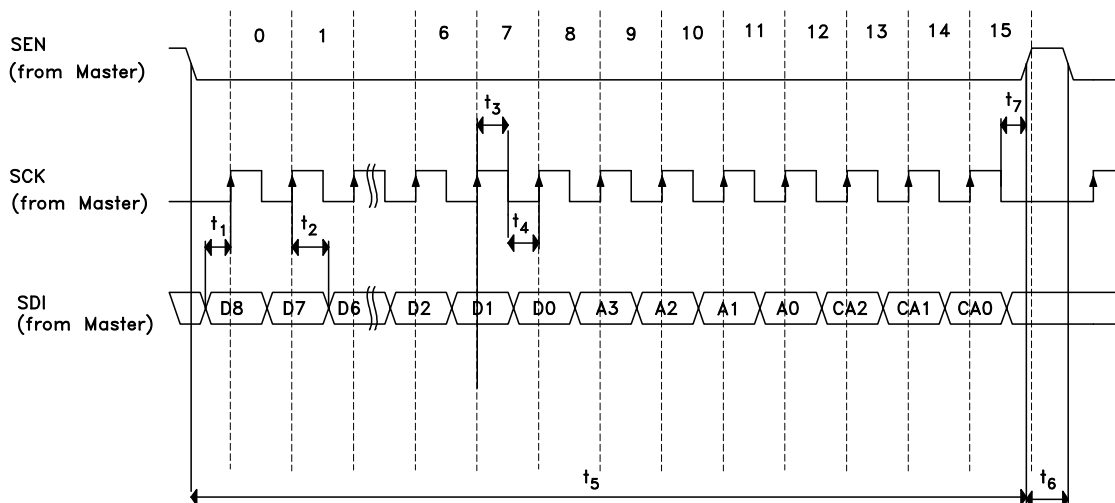 0 1 6 7 8 9 10 11 12 13 14 15
SEN
(from Master)
t3
t7
SCK
(from Master)
t1
t2
t4
SDI
(from Master)
D8 D7 D6 D2 D1 D0 A3 A2 A1 A0 CA2 CA1 CA0
t5
t6